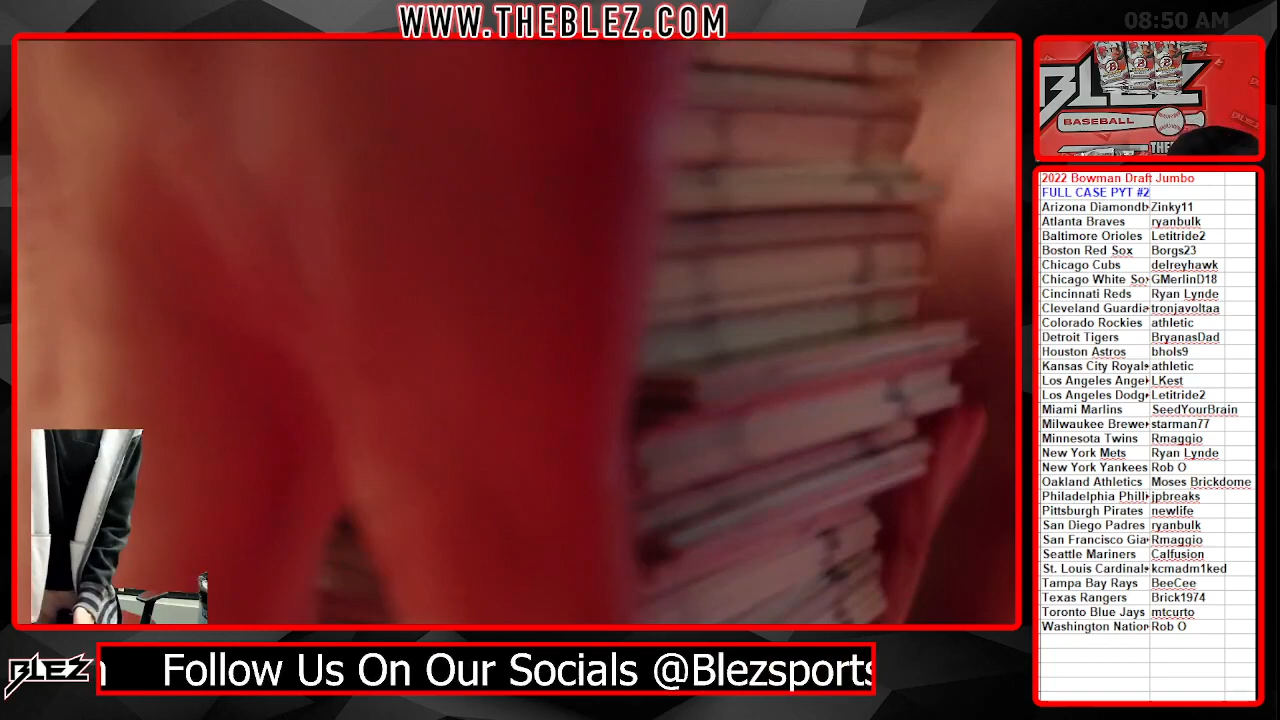 WWW.THEBLEZ.COM
08:50 AM
BLEZ
BASEBALL
THE
2022 Bowman Draft Jumbo
FULL CASE PYT #2
Arizona Diamondb Zinky11
Atlanta Braves ryanbulk
Baltimore Orioles Letitride2
Boston Red Sox Borgs23
Chicago Cubs delreyhawk
Chicago White So GMerlinD18
Cincinnati Reds Ryan Lynde
Cleveland Guardia tronjavoltaa
Colorado Rockies athletic
Detroit Tigers BryanasDad
Houston Astros bhols9
Kansas City Royal athletic
Los Angeles Ange LKest
Los Angeles Dodg Letitride2
Miami Marlins SeedYourBrain
Milwaukee Brewe starman77
Minnesota Twins Rmaggio
New York Mets Ryan Lynde
New York Yankees Rob O
Oakland Athletics Moses Brickdome
Philadelphia Phill jpbreaks
Pittsburgh Pirates newlife
San Diego Padres ryanbulk
San Francisco Gia Rmaggio
Seattle Mariners Calfusion
St. Louis Cardinal kcmadm1ked
Tampa Bay Rays BeeCee
Texas Rangers Brick1974
Toronto Blue Jays mtcurto
Washington Nation Rob O
BLEZ
Follow Us On Our Socials @Blezsports